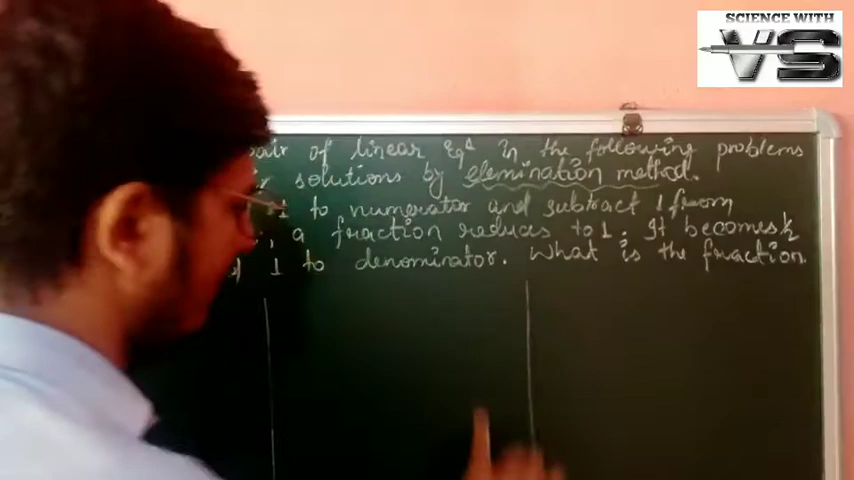 SCIENCE WITH
VS
pair of linear Eqⁿ in the following problems
solutions by elemination method.
1 to numerator and subtract 1 from
, a fraction reduces to 1. It becomes ½
1 to denominator. What is the fraction.